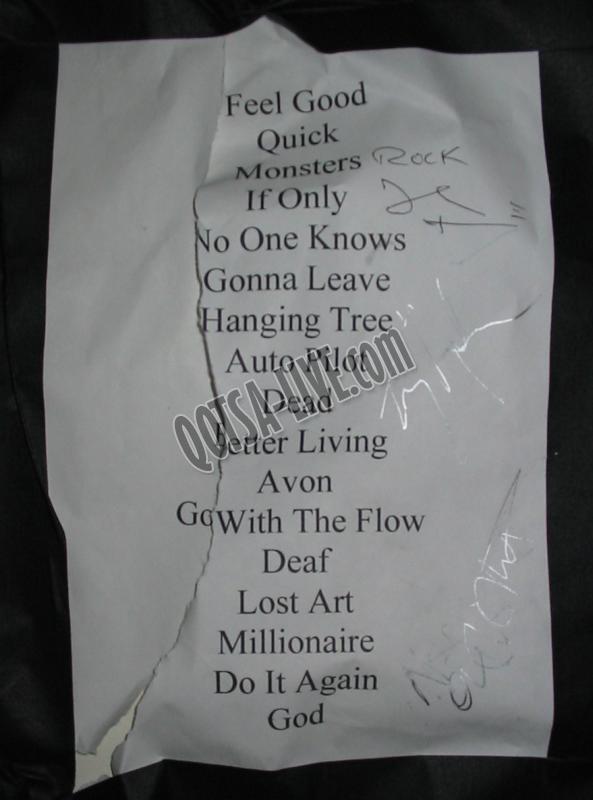 Feel Good
Quick
Monsters ROCK
If Only
No One Knows
Gonna Leave
Hanging Tree
Auto Pilot
Dead
Better Living
Avon
Go With The Flow
Deaf
Lost Art
Millionaire
Do It Again
God
QOTSA-LIVE.com